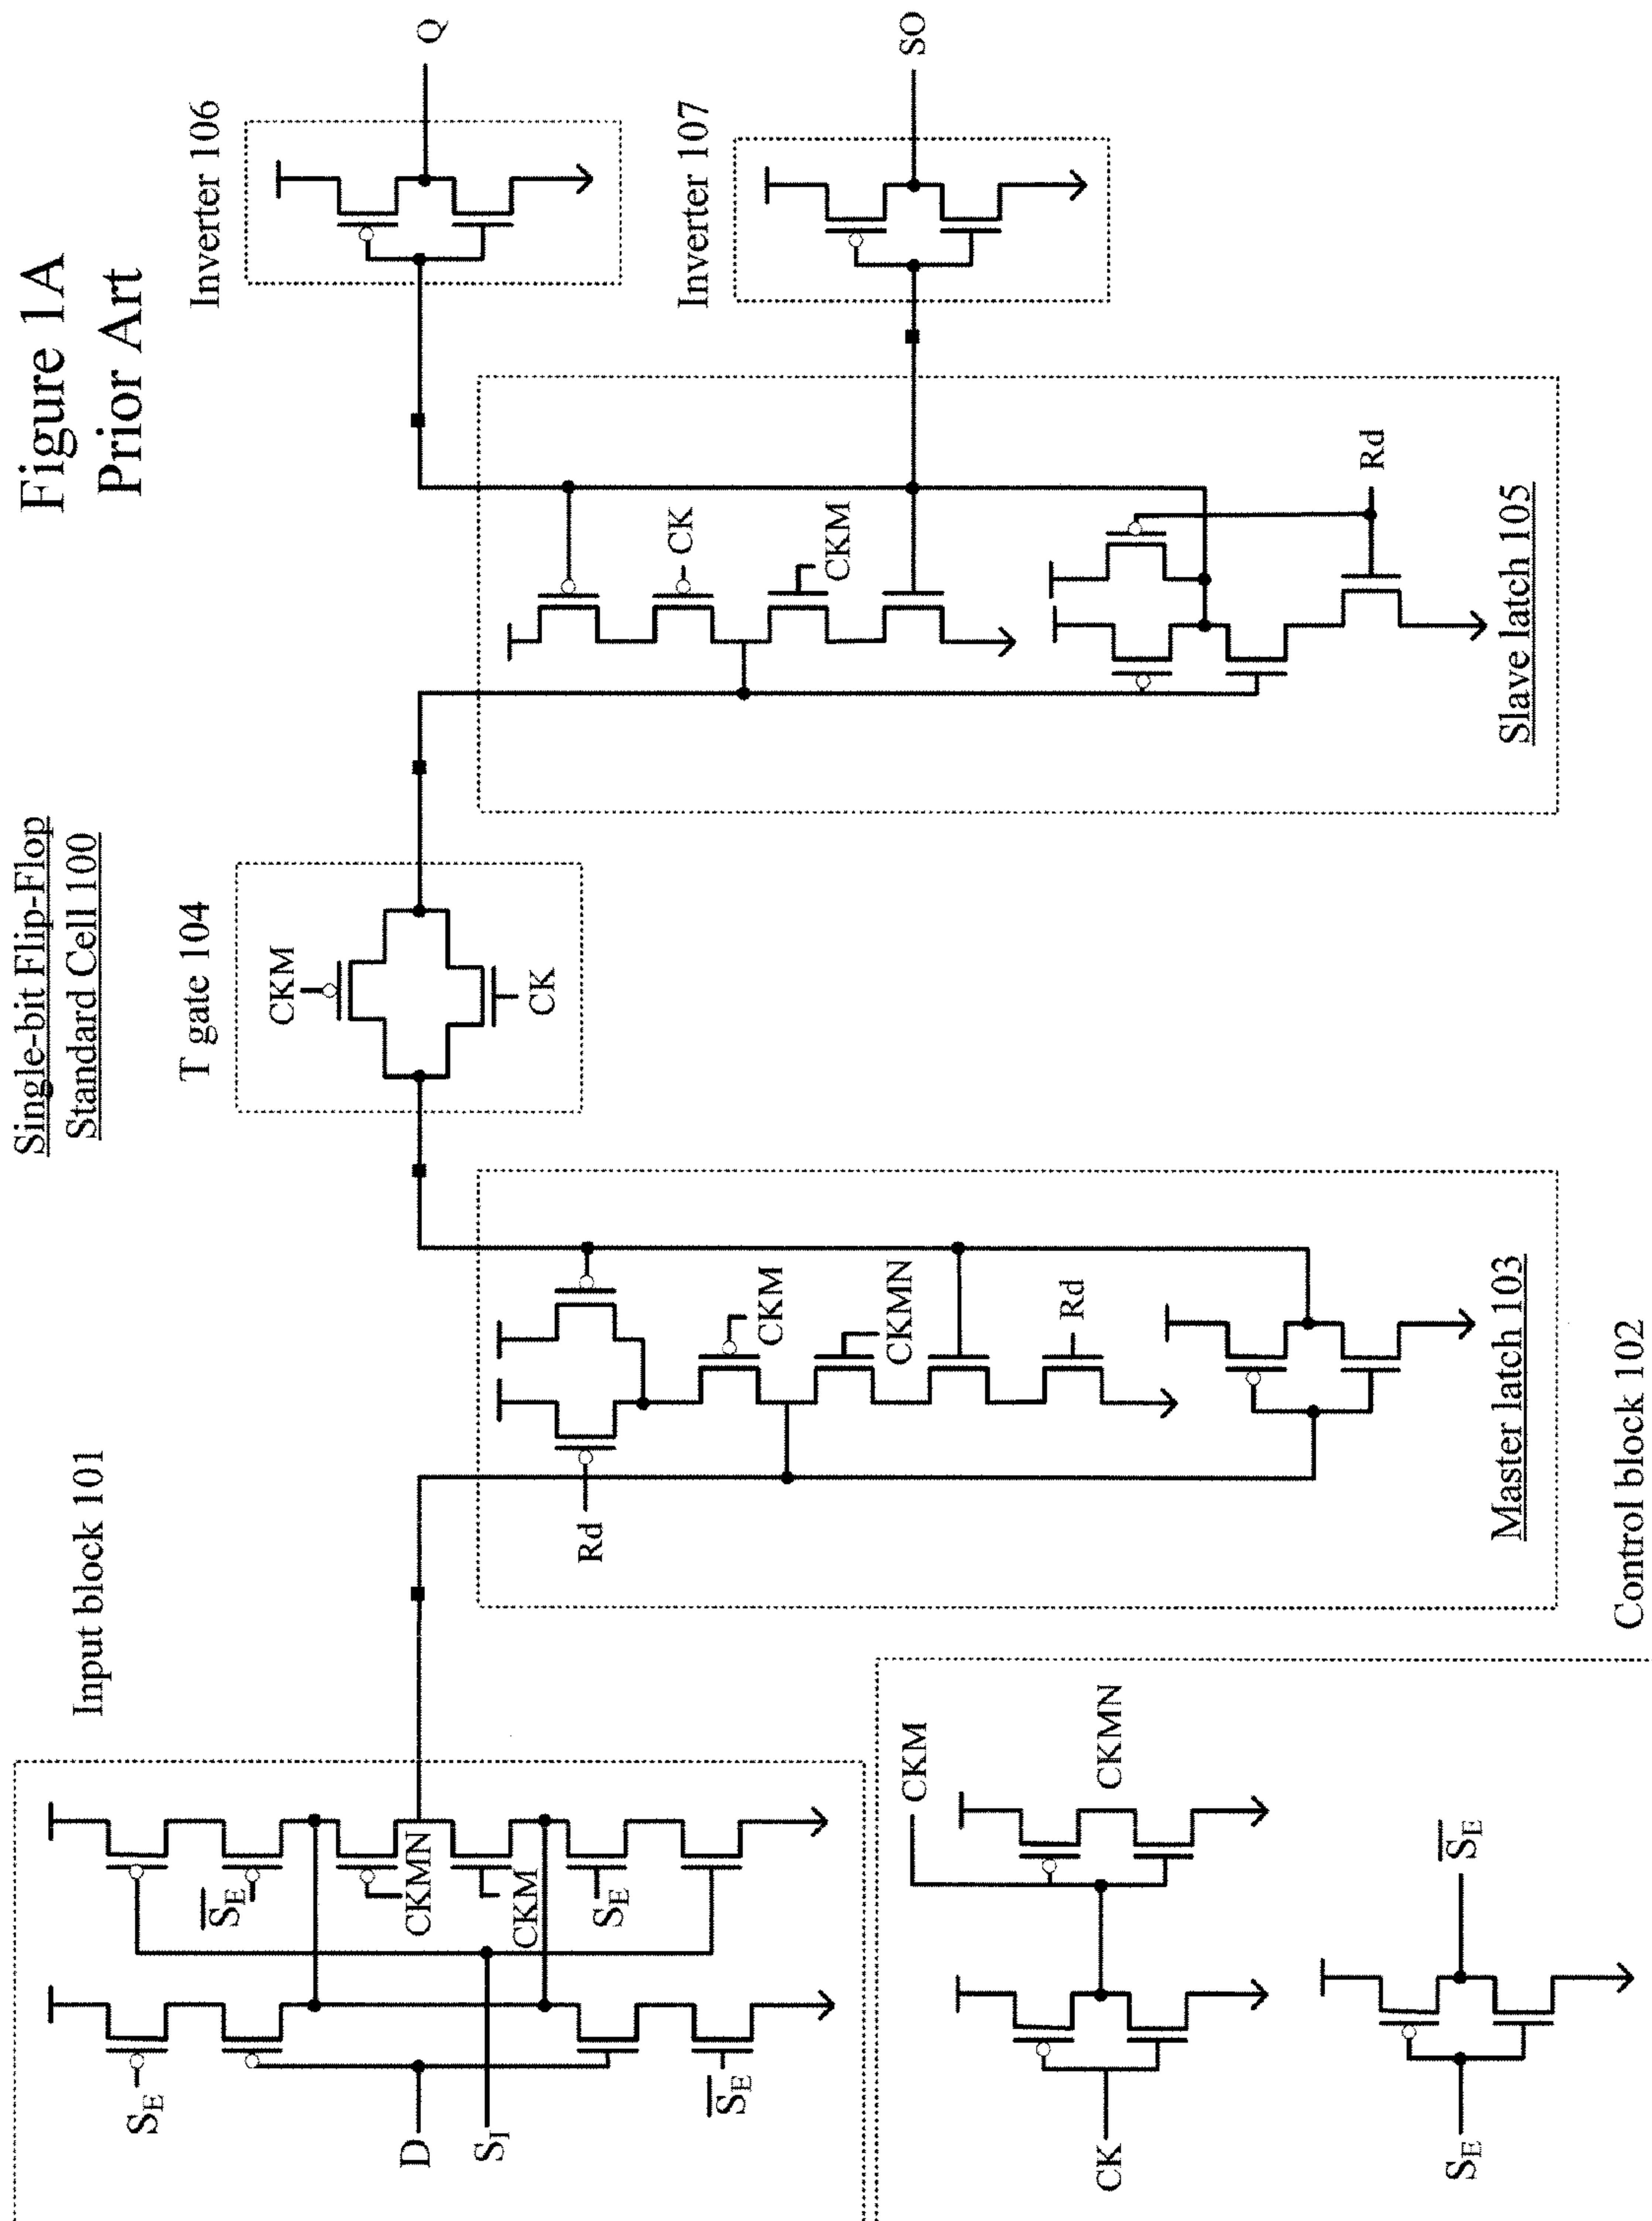 Figure 1A
Prior Art
Single-bit Flip-Flop
Standard Cell 100
Input block 101
SE
D
SI
SE
SE
CKMN
CKM
SE
Control block 102
CK
CKM
CKMN
SE
SE
Master latch 103
Rd
CKM
CKMN
Rd
T gate 104
CKM
CK
Slave latch 105
CK
CKM
Rd
Inverter 106
Q
Inverter 107
SO